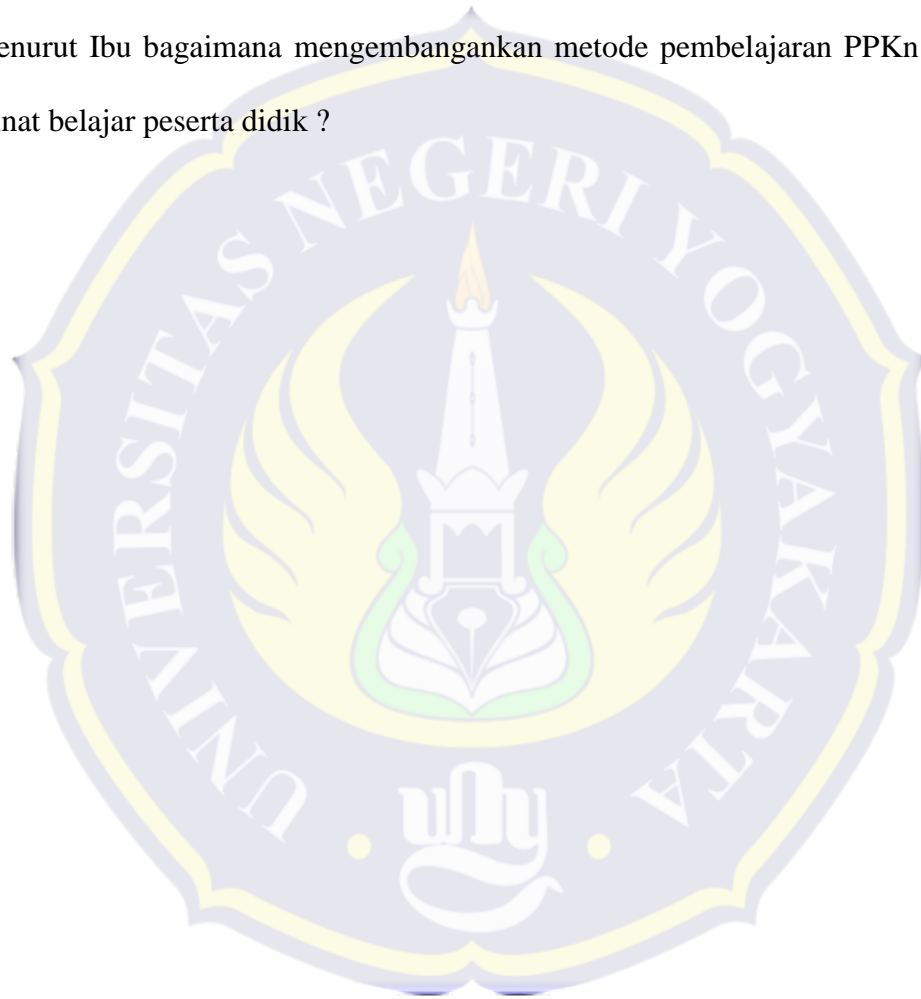 enurut Ibu bagaimana mengembangankan metode pembelajaran PPKn
nat belajar peserta didik ?
UNIVERSITAS NEGERI YOGYAKARTA
uny